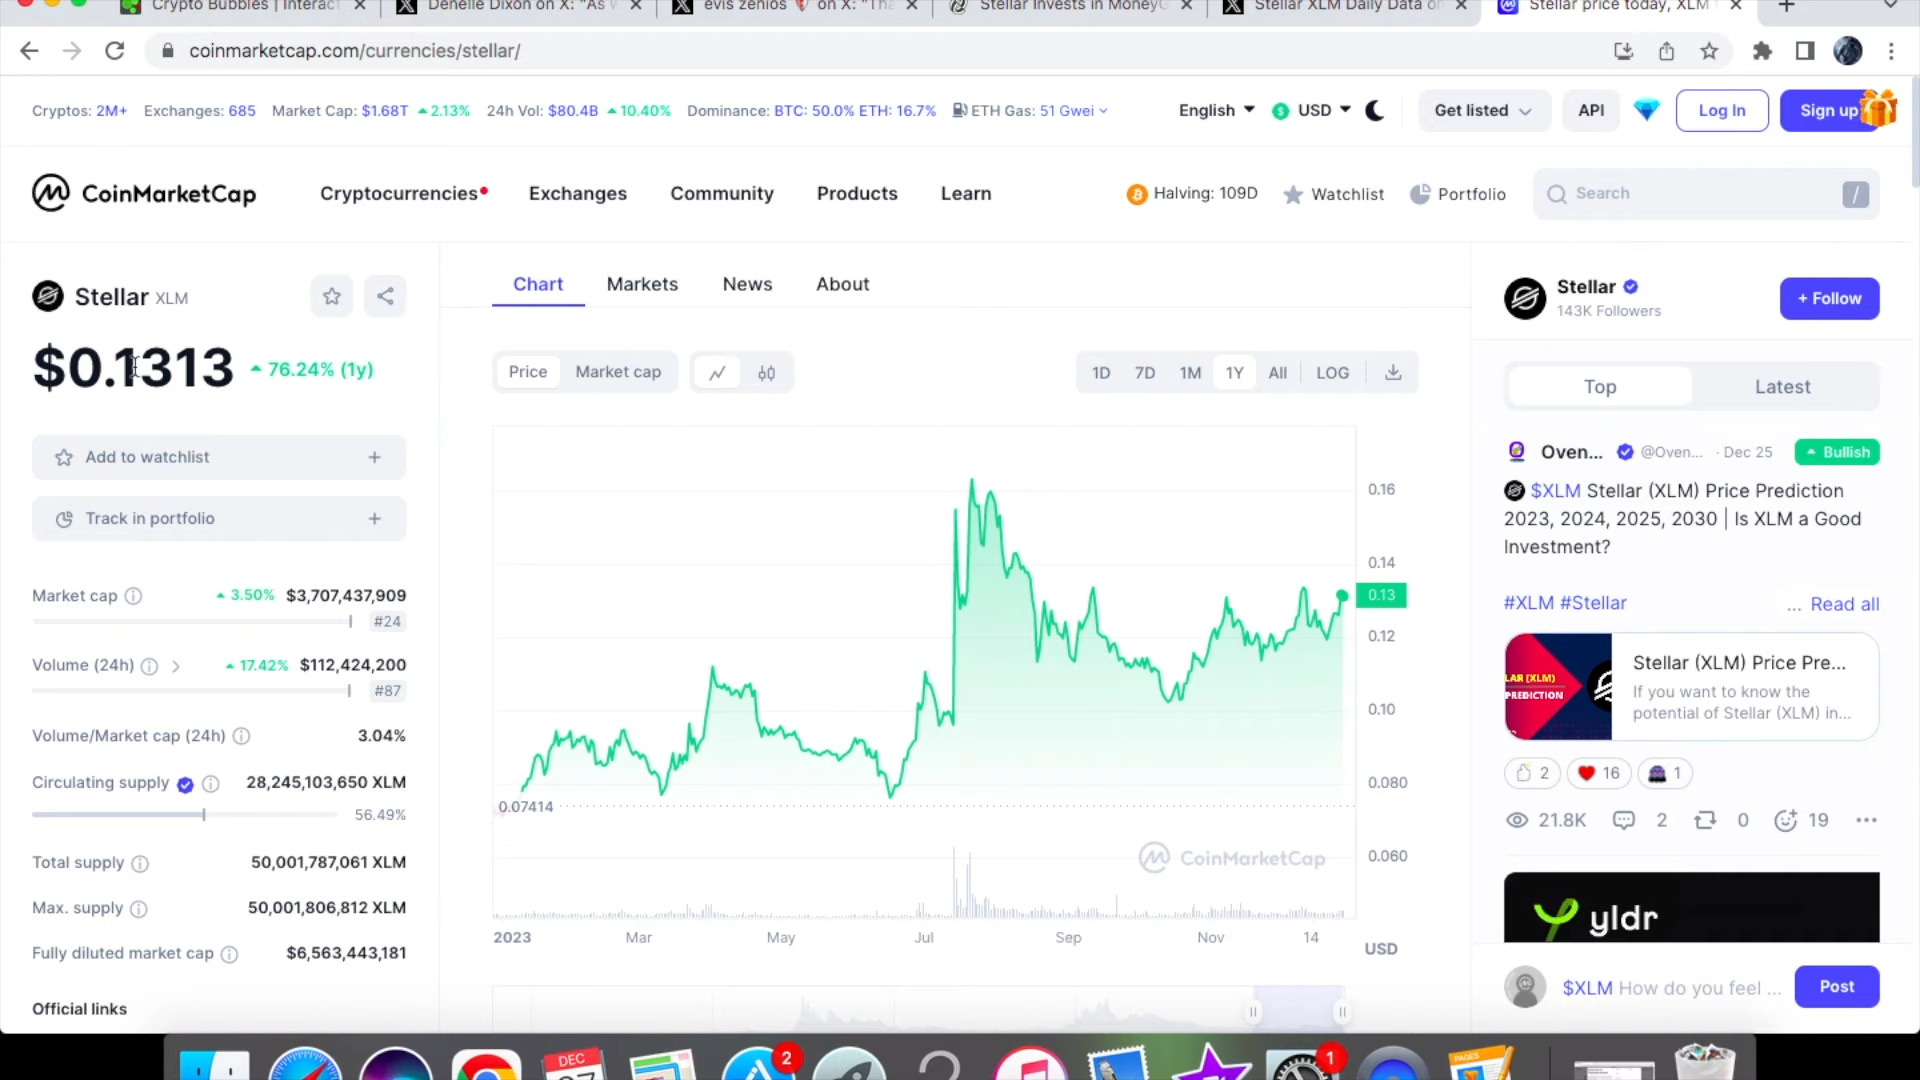 Crypto Bubbles | Interact
Denelle Dixon on X: "As w
evis zenios on X: "Tha
Stellar Invests in MoneyG
Stellar XLM Daily Data on
Stellar price today, XLM
coinmarketcap.com/currencies/stellar/
Cryptos: 2M+ Exchanges: 685 Market Cap: $1.68T 2.13% 24h Vol: $80.4B 10.40% Dominance: BTC: 50.0% ETH: 16.7% ETH Gas: 51 Gwei
English USD Get listed API Log In Sign up
CoinMarketCap Cryptocurrencies Exchanges Community Products Learn Halving: 109D Watchlist Portfolio Search /
Stellar XLM
$0.1313 76.24% (1y)
Add to watchlist +
Track in portfolio +
Market cap 3.50% $3,707,437,909
#24
Volume (24h) 17.42% $112,424,200
#87
Volume/Market cap (24h) 3.04%
Circulating supply 28,245,103,650 XLM
56.49%
Total supply 50,001,787,061 XLM
Max. supply 50,001,806,812 XLM
Fully diluted market cap $6,563,443,181
Official links
Chart Markets News About
Price Market cap 1D 7D 1M 1Y All LOG
0.16
0.14
0.13
0.12
0.10
0.080
0.07414
0.060
CoinMarketCap
2023 Mar May Jul Sep Nov 14
USD
Stellar
143K Followers
+ Follow
Top Latest
Oven... @Oven... · Dec 25 Bullish
$XLM Stellar (XLM) Price Prediction
2023, 2024, 2025, 2030 | Is XLM a Good
Investment?
#XLM #Stellar ... Read all
LAR (XLM)
PREDICTION
Stellar (XLM) Price Pre...
If you want to know the
potential of Stellar (XLM) in...
2 16 1
21.8K 2 0 19
yldr
$XLM How do you feel ... Post
DEC
2
1
PAGES